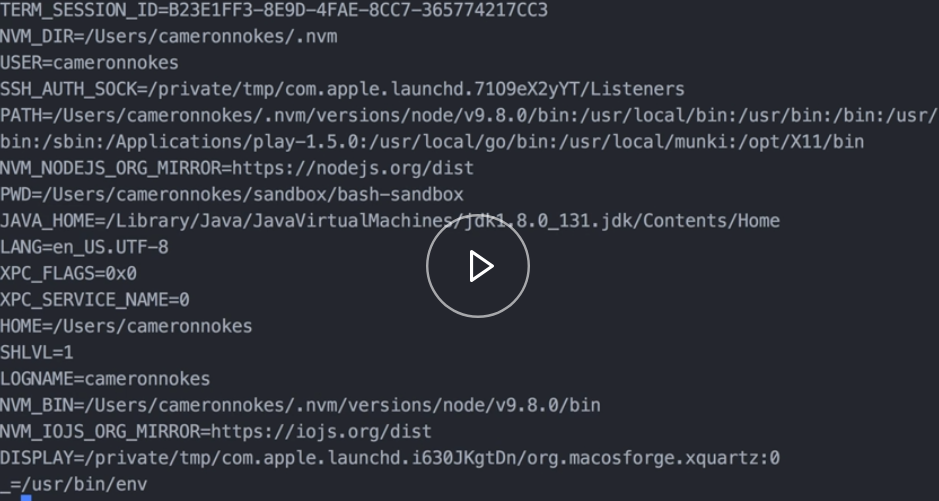 TERM_SESSION_ID=B23E1FF3-8E9D-4FAE-8CC7-365774217CC3
NVM_DIR=/Users/cameronnokes/.nvm
USER=cameronnokes
SSH_AUTH_SOCK=/private/tmp/com.apple.launchd.71O9eX2yYT/Listeners
PATH=/Users/cameronnokes/.nvm/versions/node/v9.8.0/bin:/usr/local/bin:/usr/bin:/bin:/usr/
bin:/sbin:/Applications/play-1.5.0:/usr/local/go/bin:/usr/local/munki:/opt/X11/bin
NVM_NODEJS_ORG_MIRROR=https://nodejs.org/dist
PWD=/Users/cameronnokes/sandbox/bash-sandbox
JAVA_HOME=/Library/Java/JavaVirtualMachines/jdk1.8.0_131.jdk/Contents/Home
LANG=en_US.UTF-8
XPC_FLAGS=0x0
XPC_SERVICE_NAME=0
HOME=/Users/cameronnokes
SHLVL=1
LOGNAME=cameronnokes
NVM_BIN=/Users/cameronnokes/.nvm/versions/node/v9.8.0/bin
NVM_IOJS_ORG_MIRROR=https://iojs.org/dist
DISPLAY=/private/tmp/com.apple.launchd.i630JKgtDn/org.macosforge.xquartz:0
_=/usr/bin/env